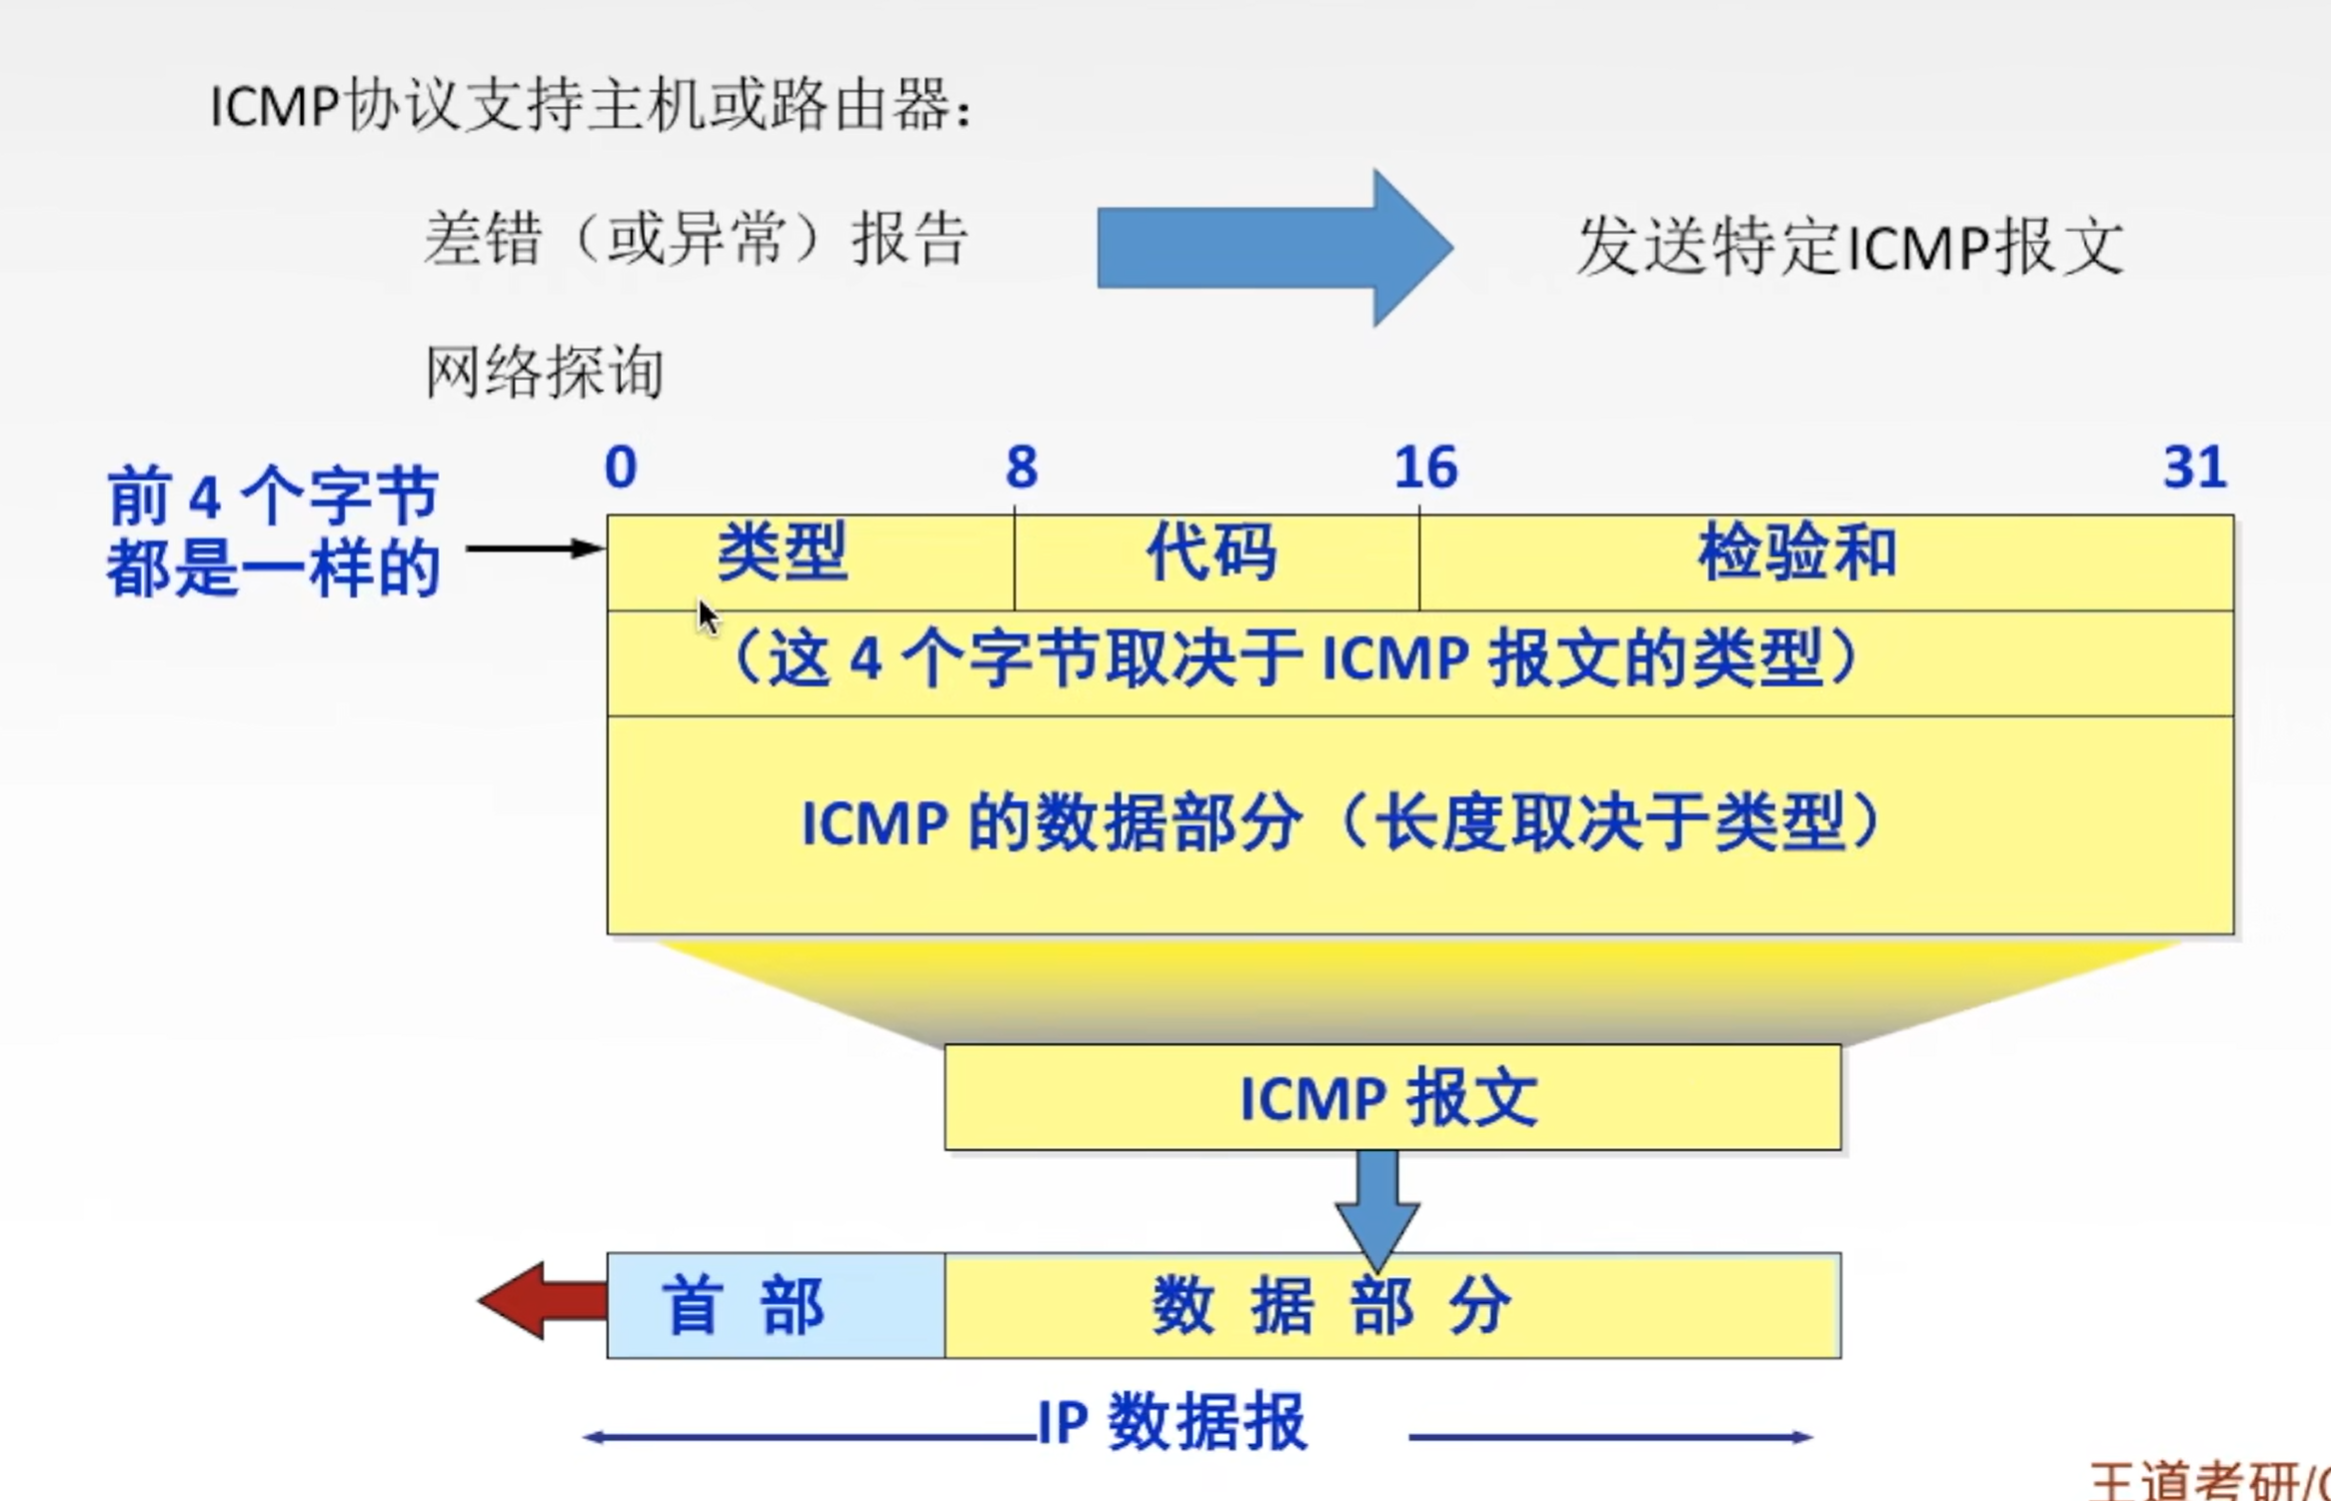 ICMP协议支持主机或路由器：
差错（或异常）报告
发送特定ICMP报文
网络探询
0 8 16 31
前 4 个字节
都是一样的
类型 代码 检验和
（这 4 个字节取决于 ICMP 报文的类型）
ICMP 的数据部分（长度取决于类型）
ICMP 报文
首 部 数 据 部 分
IP 数据报
王道考研/